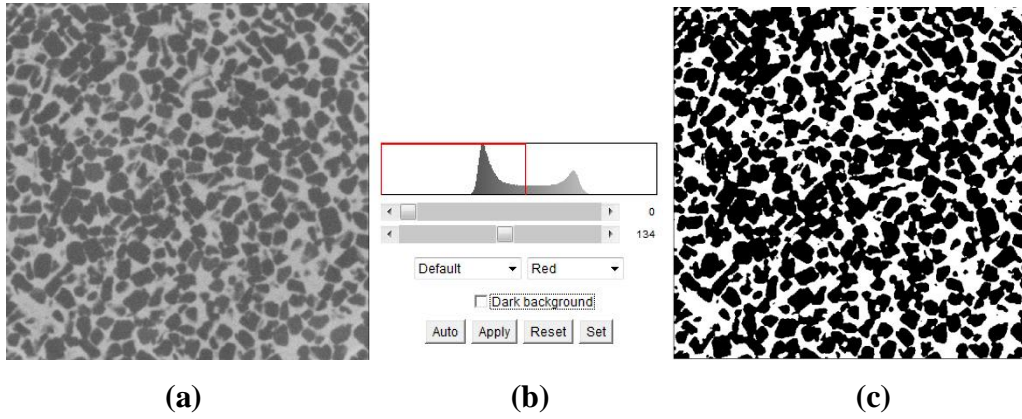 0
134
Default Red
Dark background
Auto Apply Reset Set
(a) (b) (c)